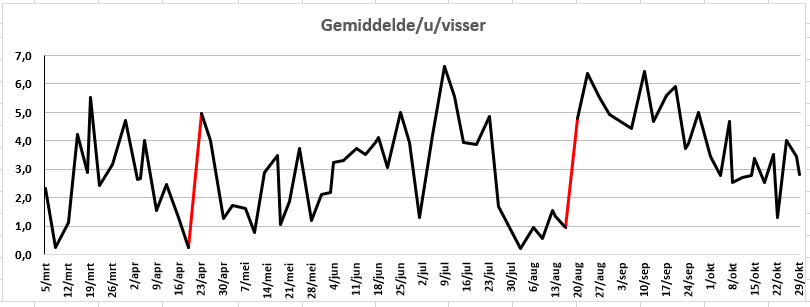 Gemiddelde/u/visser
7,0
6,0
5,0
4,0
3,0
2,0
1,0
0,0
5/mrt
12/mrt
19/mrt
26/mrt
2/apr
9/apr
16/apr
23/apr
30/apr
7/mei
14/mei
21/mei
28/mei
4/jun
11/jun
18/jun
25/jun
2/jul
9/jul
16/jul
23/jul
30/jul
6/aug
13/aug
20/aug
27/aug
3/sep
10/sep
17/sep
24/sep
1/okt
8/okt
15/okt
22/okt
29/okt